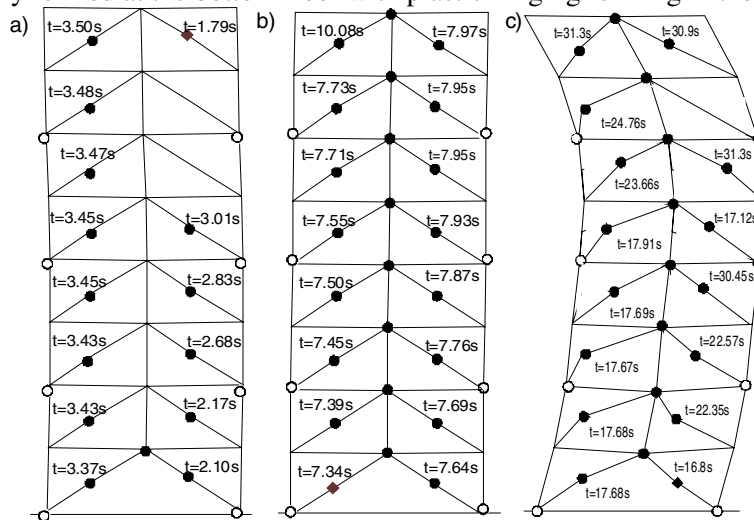 a)
t=3.50s t=1.79s
t=3.48s
t=3.47s
t=3.45s t=3.01s
t=3.45s t=2.83s
t=3.43s t=2.68s
t=3.43s t=2.17s
t=3.37s t=2.10s
b)
t=10.08s t=7.97s
t=7.73s t=7.95s
t=7.71s t=7.95s
t=7.55s t=7.93s
t=7.50s t=7.87s
t=7.45s t=7.76s
t=7.39s t=7.69s
t=7.34s t=7.64s
c)
t=31.3s t=30.9s
t=24.76s
t=31.3s
t=23.66s
t=17.12s
t=17.91s
t=30.45s
t=17.69s
t=22.57s
t=17.67s
t=22.35s
t=17.68s
t=16.8s
t=17.68s